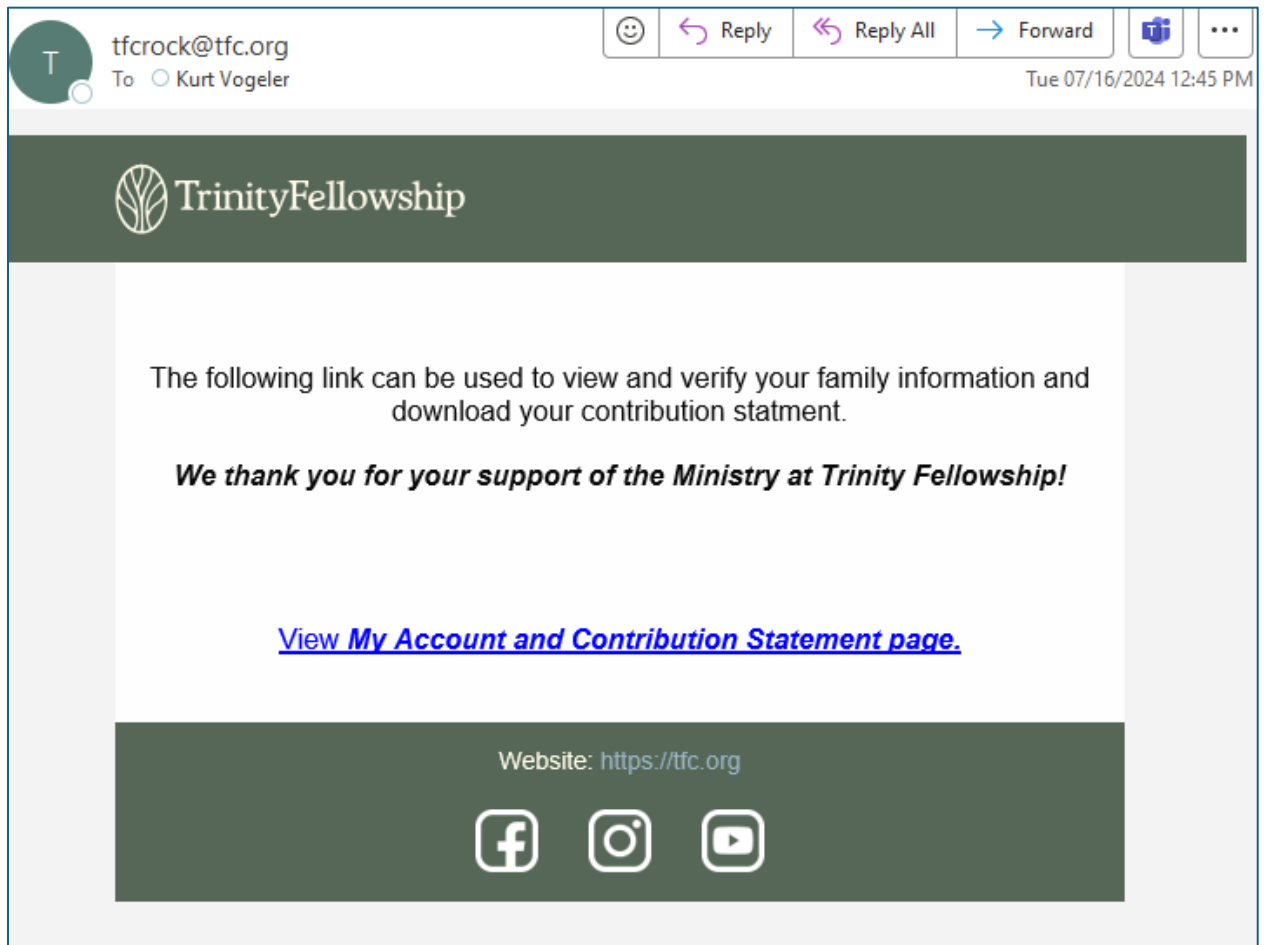 T
tfcrock@tfc.org
To Kurt Vogeler
Reply
Reply All
Forward
Tue 07/16/2024 12:45 PM
TrinityFellowship
The following link can be used to view and verify your family information and
download your contribution statment.
We thank you for your support of the Ministry at Trinity Fellowship!
View My Account and Contribution Statement page.
Website: https://tfc.org